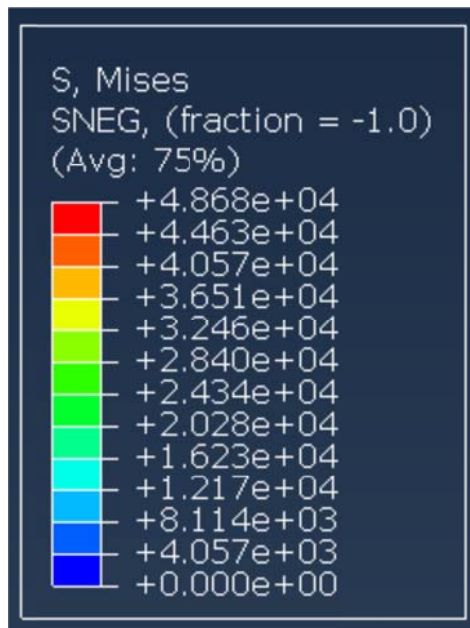 S, Mises
SNEG, (fraction = -1.0)
(Avg: 75%)
+4.868e+04
+4.463e+04
+4.057e+04
+3.651e+04
+3.246e+04
+2.840e+04
+2.434e+04
+2.028e+04
+1.623e+04
+1.217e+04
+8.114e+03
+4.057e+03
+0.000e+00